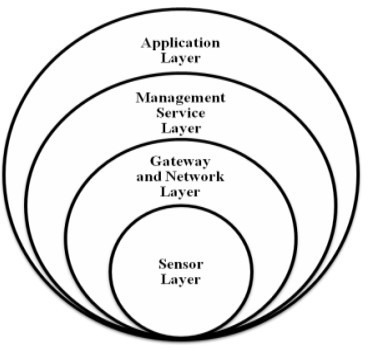 Application
Layer
Management
Service
Layer
Gateway
and Network
Layer
Sensor
Layer